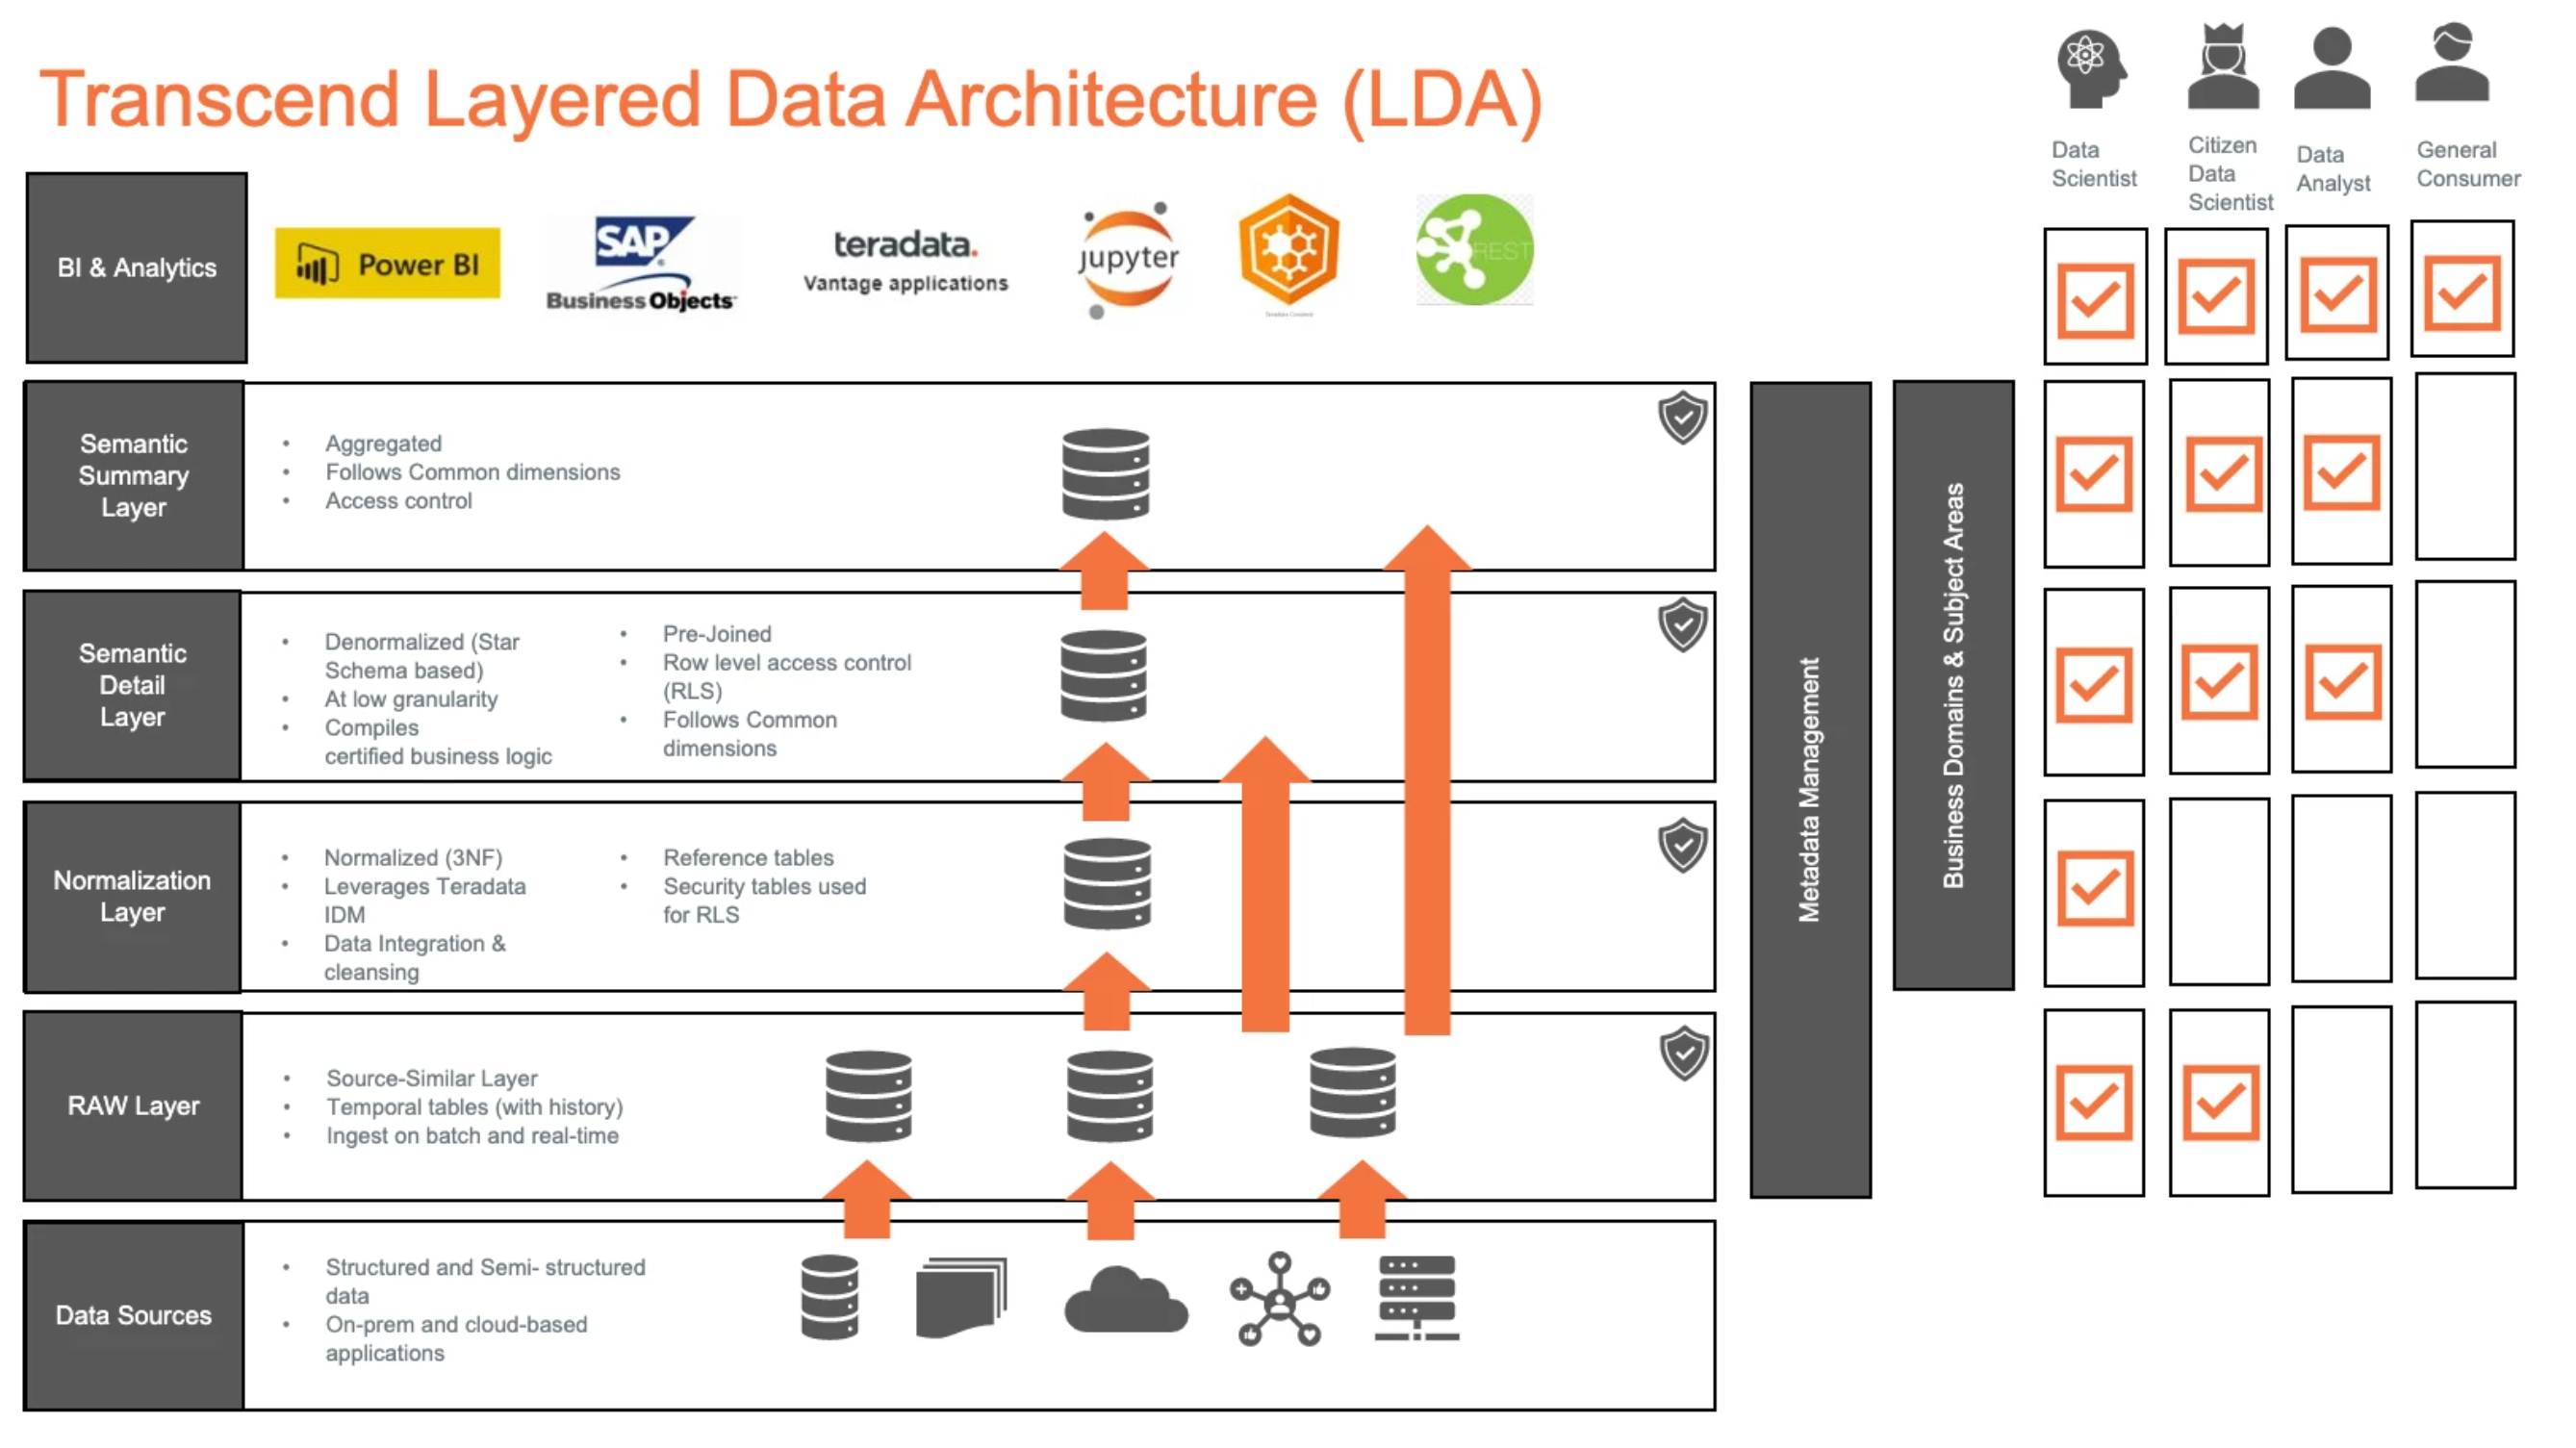 Transcend Layered Data Architecture (LDA)
Data
Scientist
Citizen
Data
Scientist
Data
Analyst
General
Consumer
BI & Analytics
Power BI
SAP
Business Objects
teradata.
Vantage applications
jupyter
REST
Semantic
Summary
Layer
• Aggregated
• Follows Common dimensions
• Access control
Semantic
Detail
Layer
• Denormalized (Star
Schema based)
• At low granularity
• Compiles
certified business logic
• Pre-Joined
• Row level access control
(RLS)
• Follows Common
dimensions
Normalization
Layer
• Normalized (3NF)
• Leverages Teradata
IDM
• Data Integration &
cleansing
• Reference tables
• Security tables used
for RLS
RAW Layer
• Source-Similar Layer
• Temporal tables (with history)
• Ingest on batch and real-time
Data Sources
• Structured and Semi- structured
data
• On-prem and cloud-based
applications
Metadata Management
Business Domains & Subject Areas